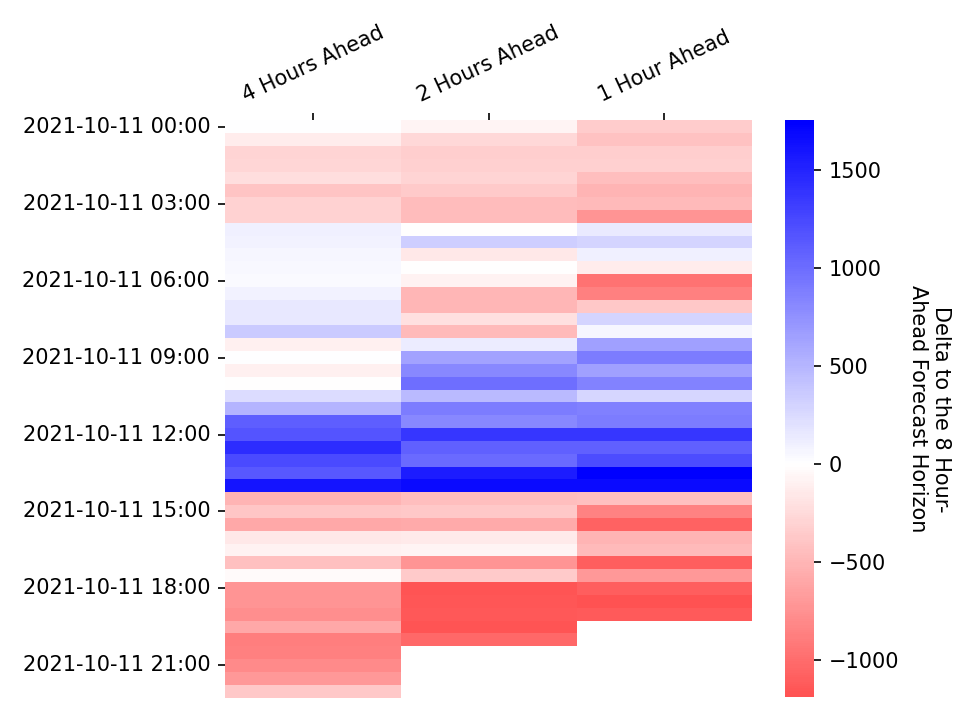 4 Hours Ahead
2 Hours Ahead
1 Hour Ahead
2021-10-11 00:00
2021-10-11 03:00
2021-10-11 06:00
2021-10-11 09:00
2021-10-11 12:00
2021-10-11 15:00
2021-10-11 18:00
2021-10-11 21:00
1500
1000
500
0
−500
−1000
Delta to the 8 Hour-
Ahead Forecast Horizon